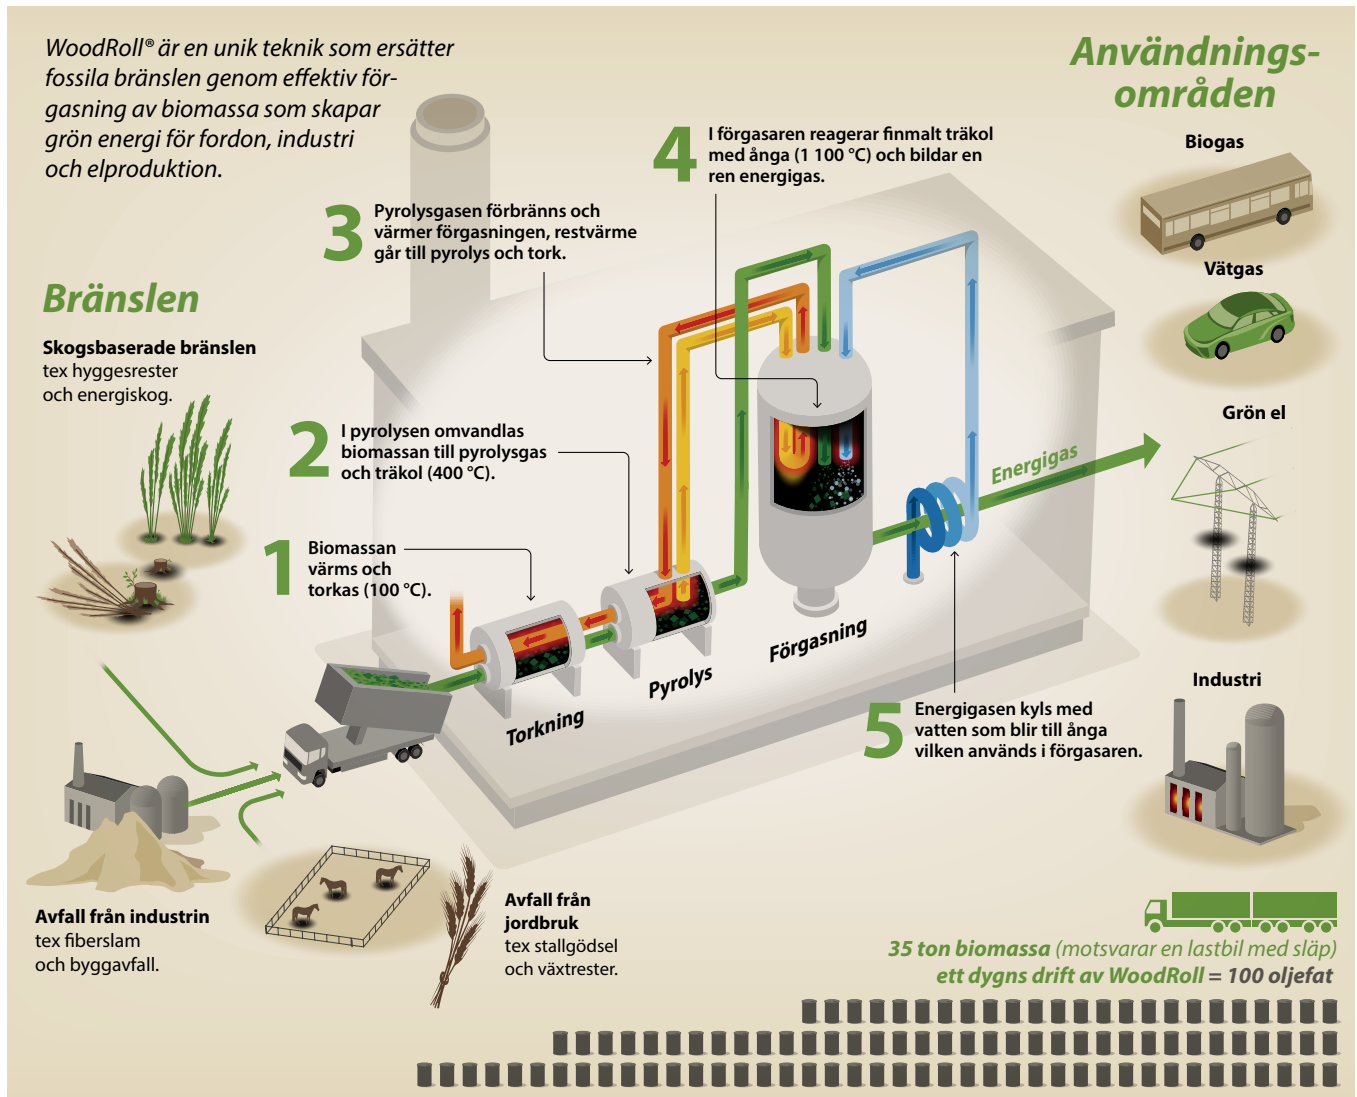 WoodRoll® är en unik teknik som ersätter
fossila bränslen genom effektiv för-
gasning av biomassa som skapar
grön energi för fordon, industri
och elproduktion.
Bränslen
Skogsbaserade bränslen
tex hyggesrester
och energiskog.
Avfall från industrin
tex fiberslam
och byggavfall.
Avfall från
jordbruk
tex stallgödsel
och växtrester.
1
Biomassan
värms och
torkas (100 °C).
2
I pyrolysen omvandlas
biomassan till pyrolysgas
och träkol (400 °C).
3
Pyrolysgasen förbränns och
värmer förgasningen, restvärme
går till pyrolys och tork.
4
I förgasaren reagerar finmalt träkol
med ånga (1 100 °C) och bildar en
ren energigas.
5
Energigasen kyls med
vatten som blir till ånga
vilken används i förgasaren.
Torkning
Pyrolys
Förgasning
Energigas
Användnings-
områden
Biogas
Vätgas
Grön el
Industri
35 ton biomassa (motsvarar en lastbil med släp)
ett dygns drift av WoodRoll = 100 oljefat